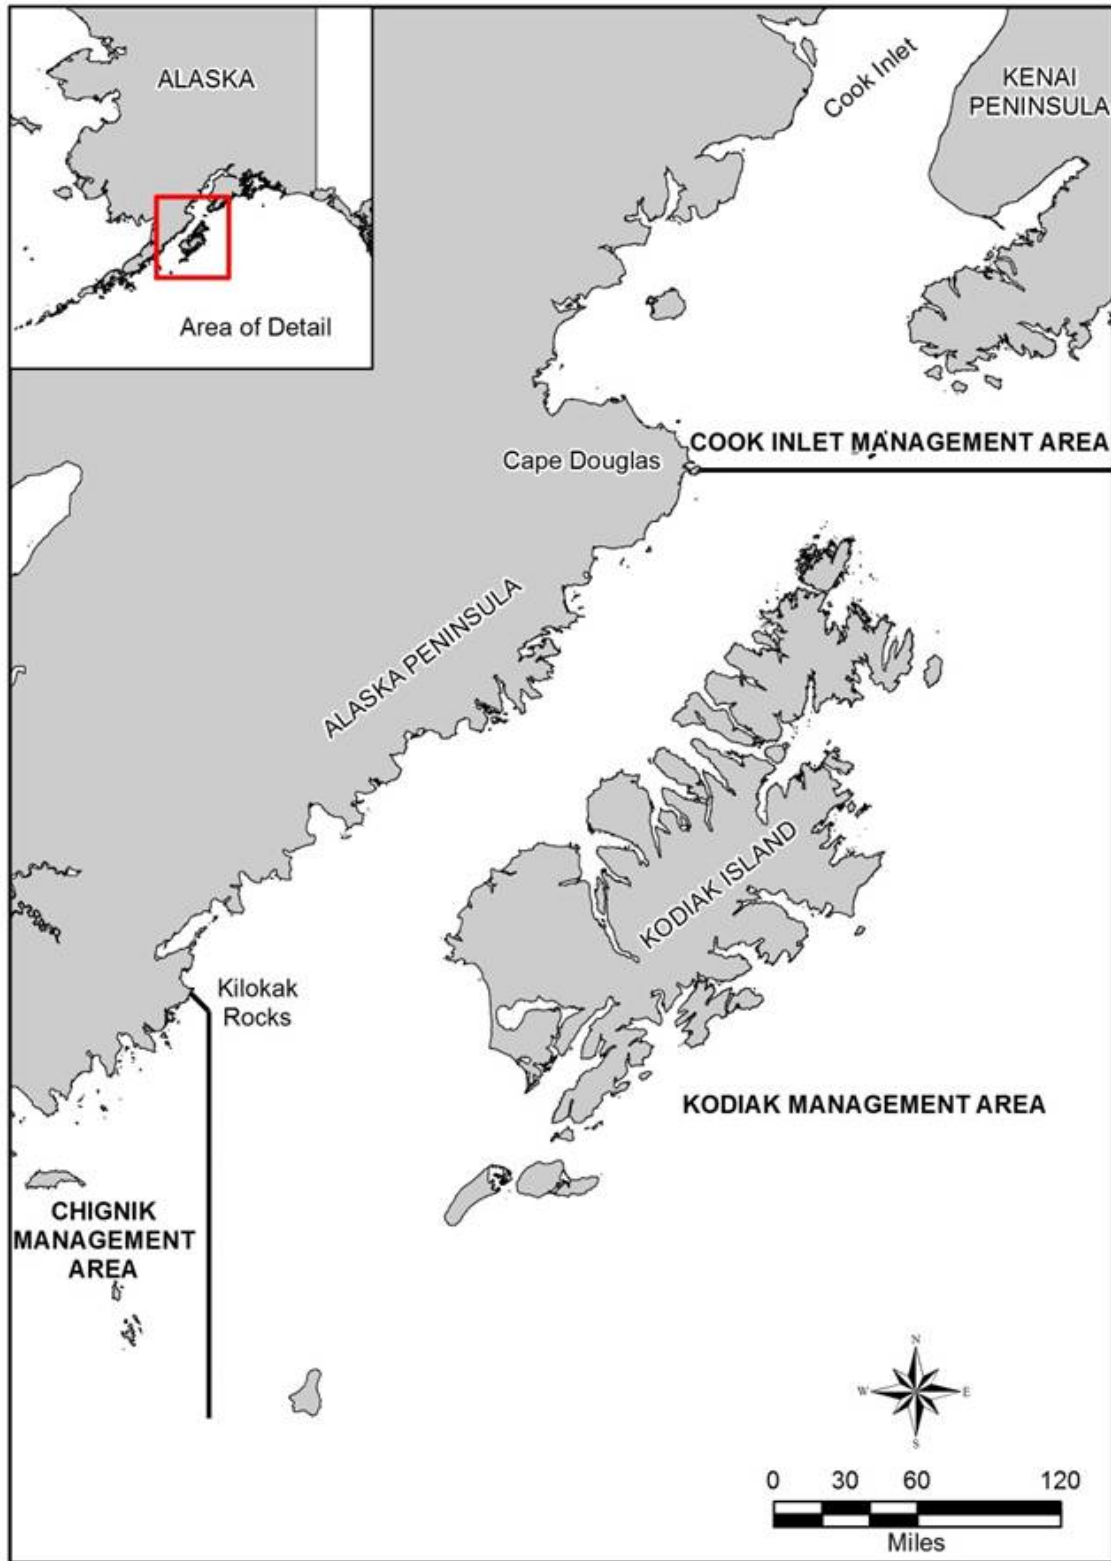 ALASKA
Area of Detail
Cook Inlet
KENAI
PENINSULA
COOK INLET MANAGEMENT AREA
Cape Douglas
ALASKA PENINSULA
KODIAK ISLAND
Kilokak
Rocks
KODIAK MANAGEMENT AREA
CHIGNIK
MANAGEMENT
AREA
N
W E
S
0 30 60 120
Miles